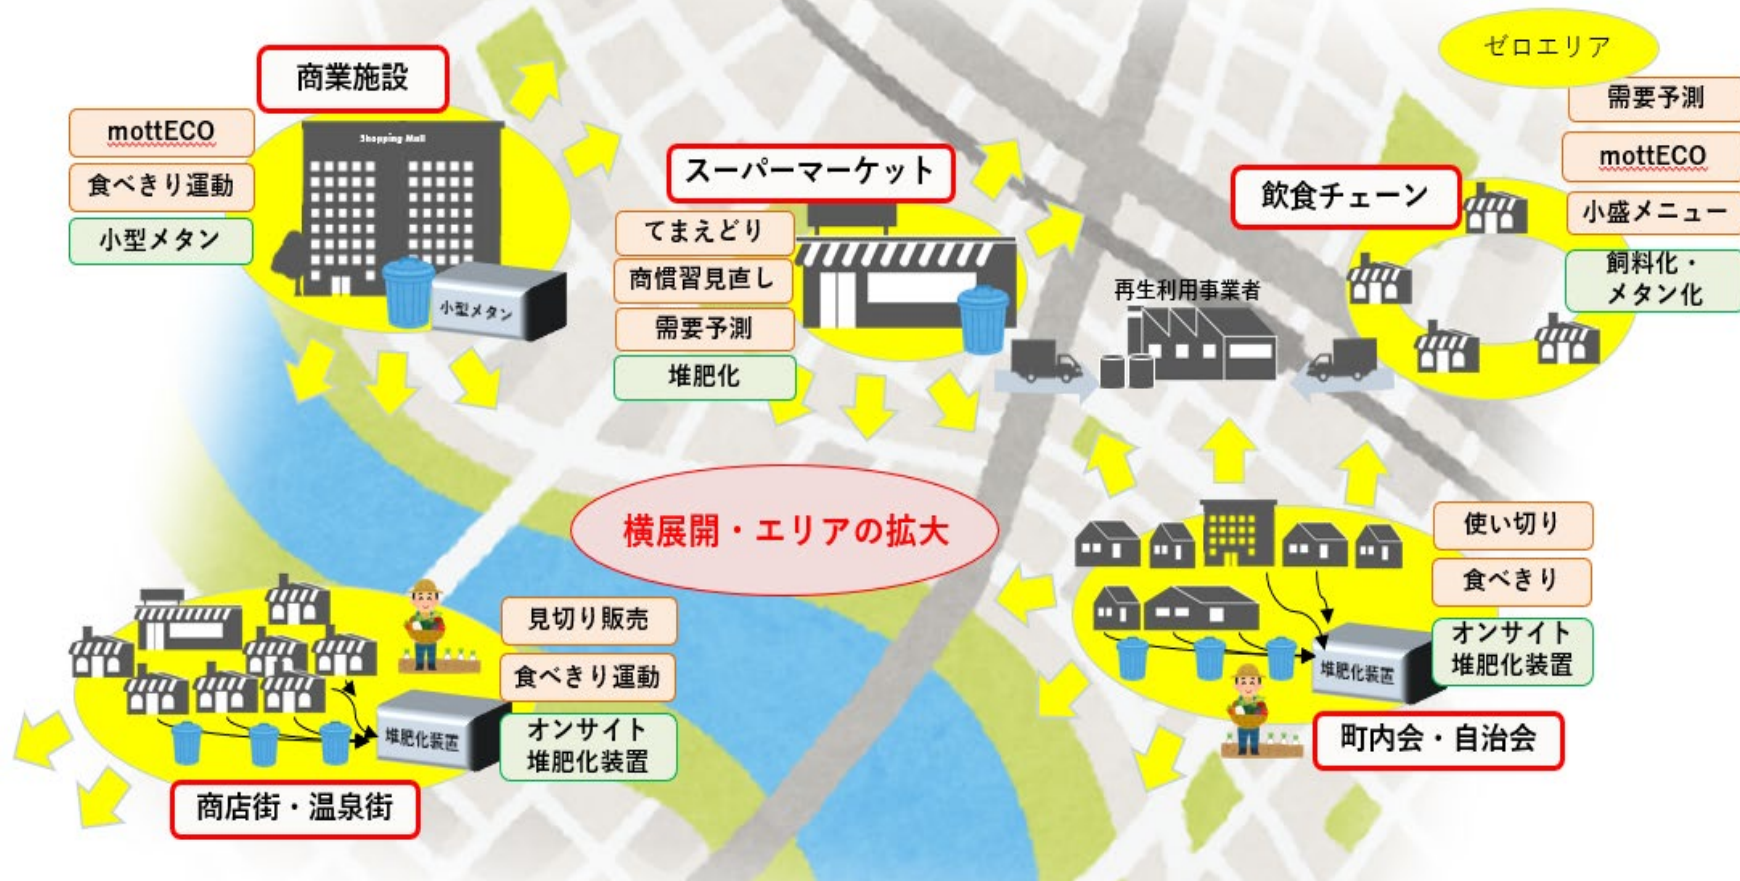 ゼロエリア
商業施設
mottECO
食べきり運動
小型メタン
Shopping Mall
小型メタン
スーパーマーケット
てまえどり
商慣習見直し
需要予測
堆肥化
再生利用事業者
飲食チェーン
需要予測
mottECO
小盛メニュー
飼料化・
メタン化
横展開・エリアの拡大
見切り販売
食べきり運動
オンサイト
堆肥化装置
堆肥化装置
商店街・温泉街
使い切り
食べきり
オンサイト
堆肥化装置
堆肥化装置
町内会・自治会